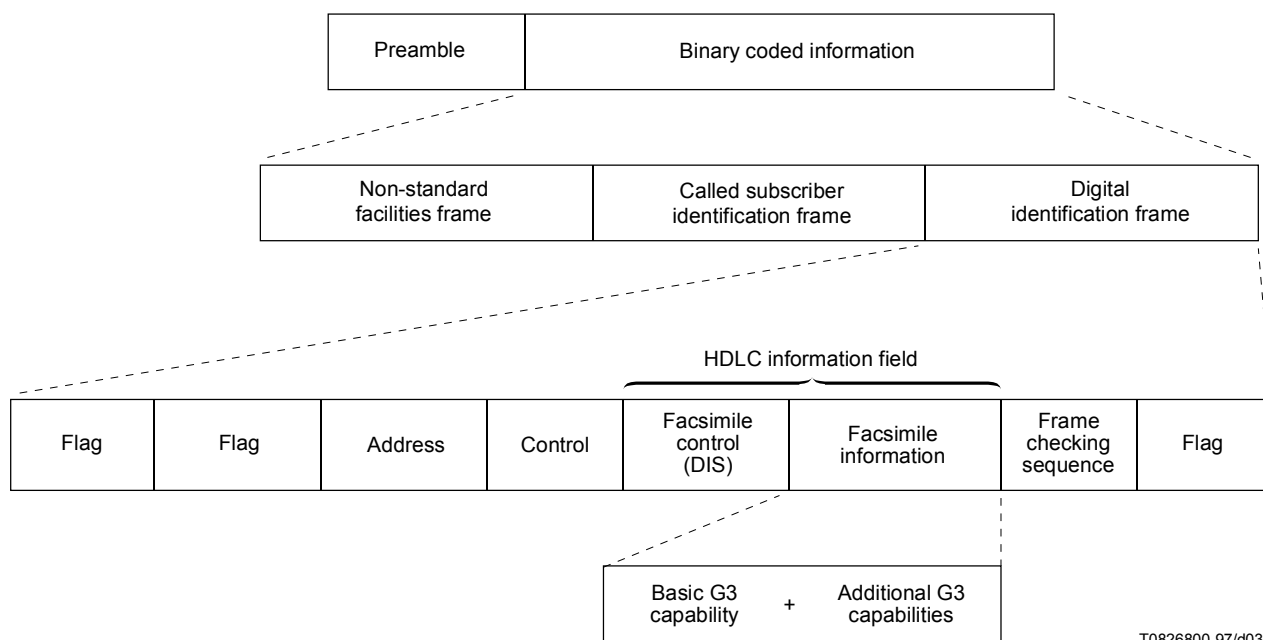 Preamble
Binary coded information
Non-standard
facilities frame
Called subscriber
identification frame
Digital
identification frame
HDLC information field
Flag
Flag
Address
Control
Facsimile
control
(DIS)
Facsimile
information
Frame
checking
sequence
Flag
Basic G3
capability
+
Additional G3
capabilities
T0826800-97/d03